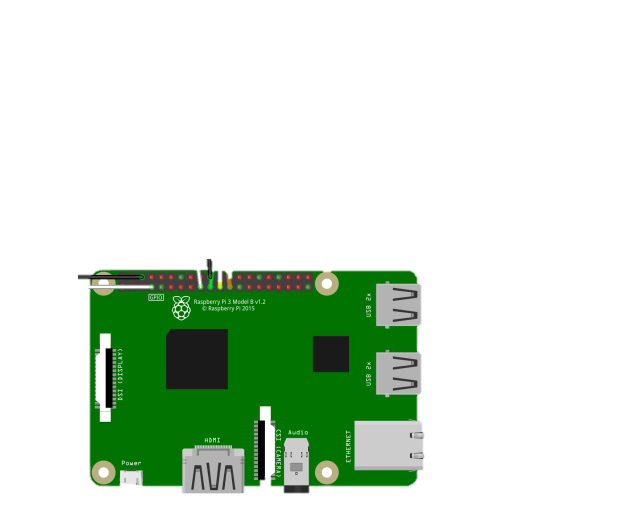 GPIO
Raspberry Pi 3 Model B v1.2
© Raspberry Pi 2015
USB 2x
DSI (DISPLAY)
USB 2x
HDMI
CSI (CAMERA)
Audio
ETHERNET
Power